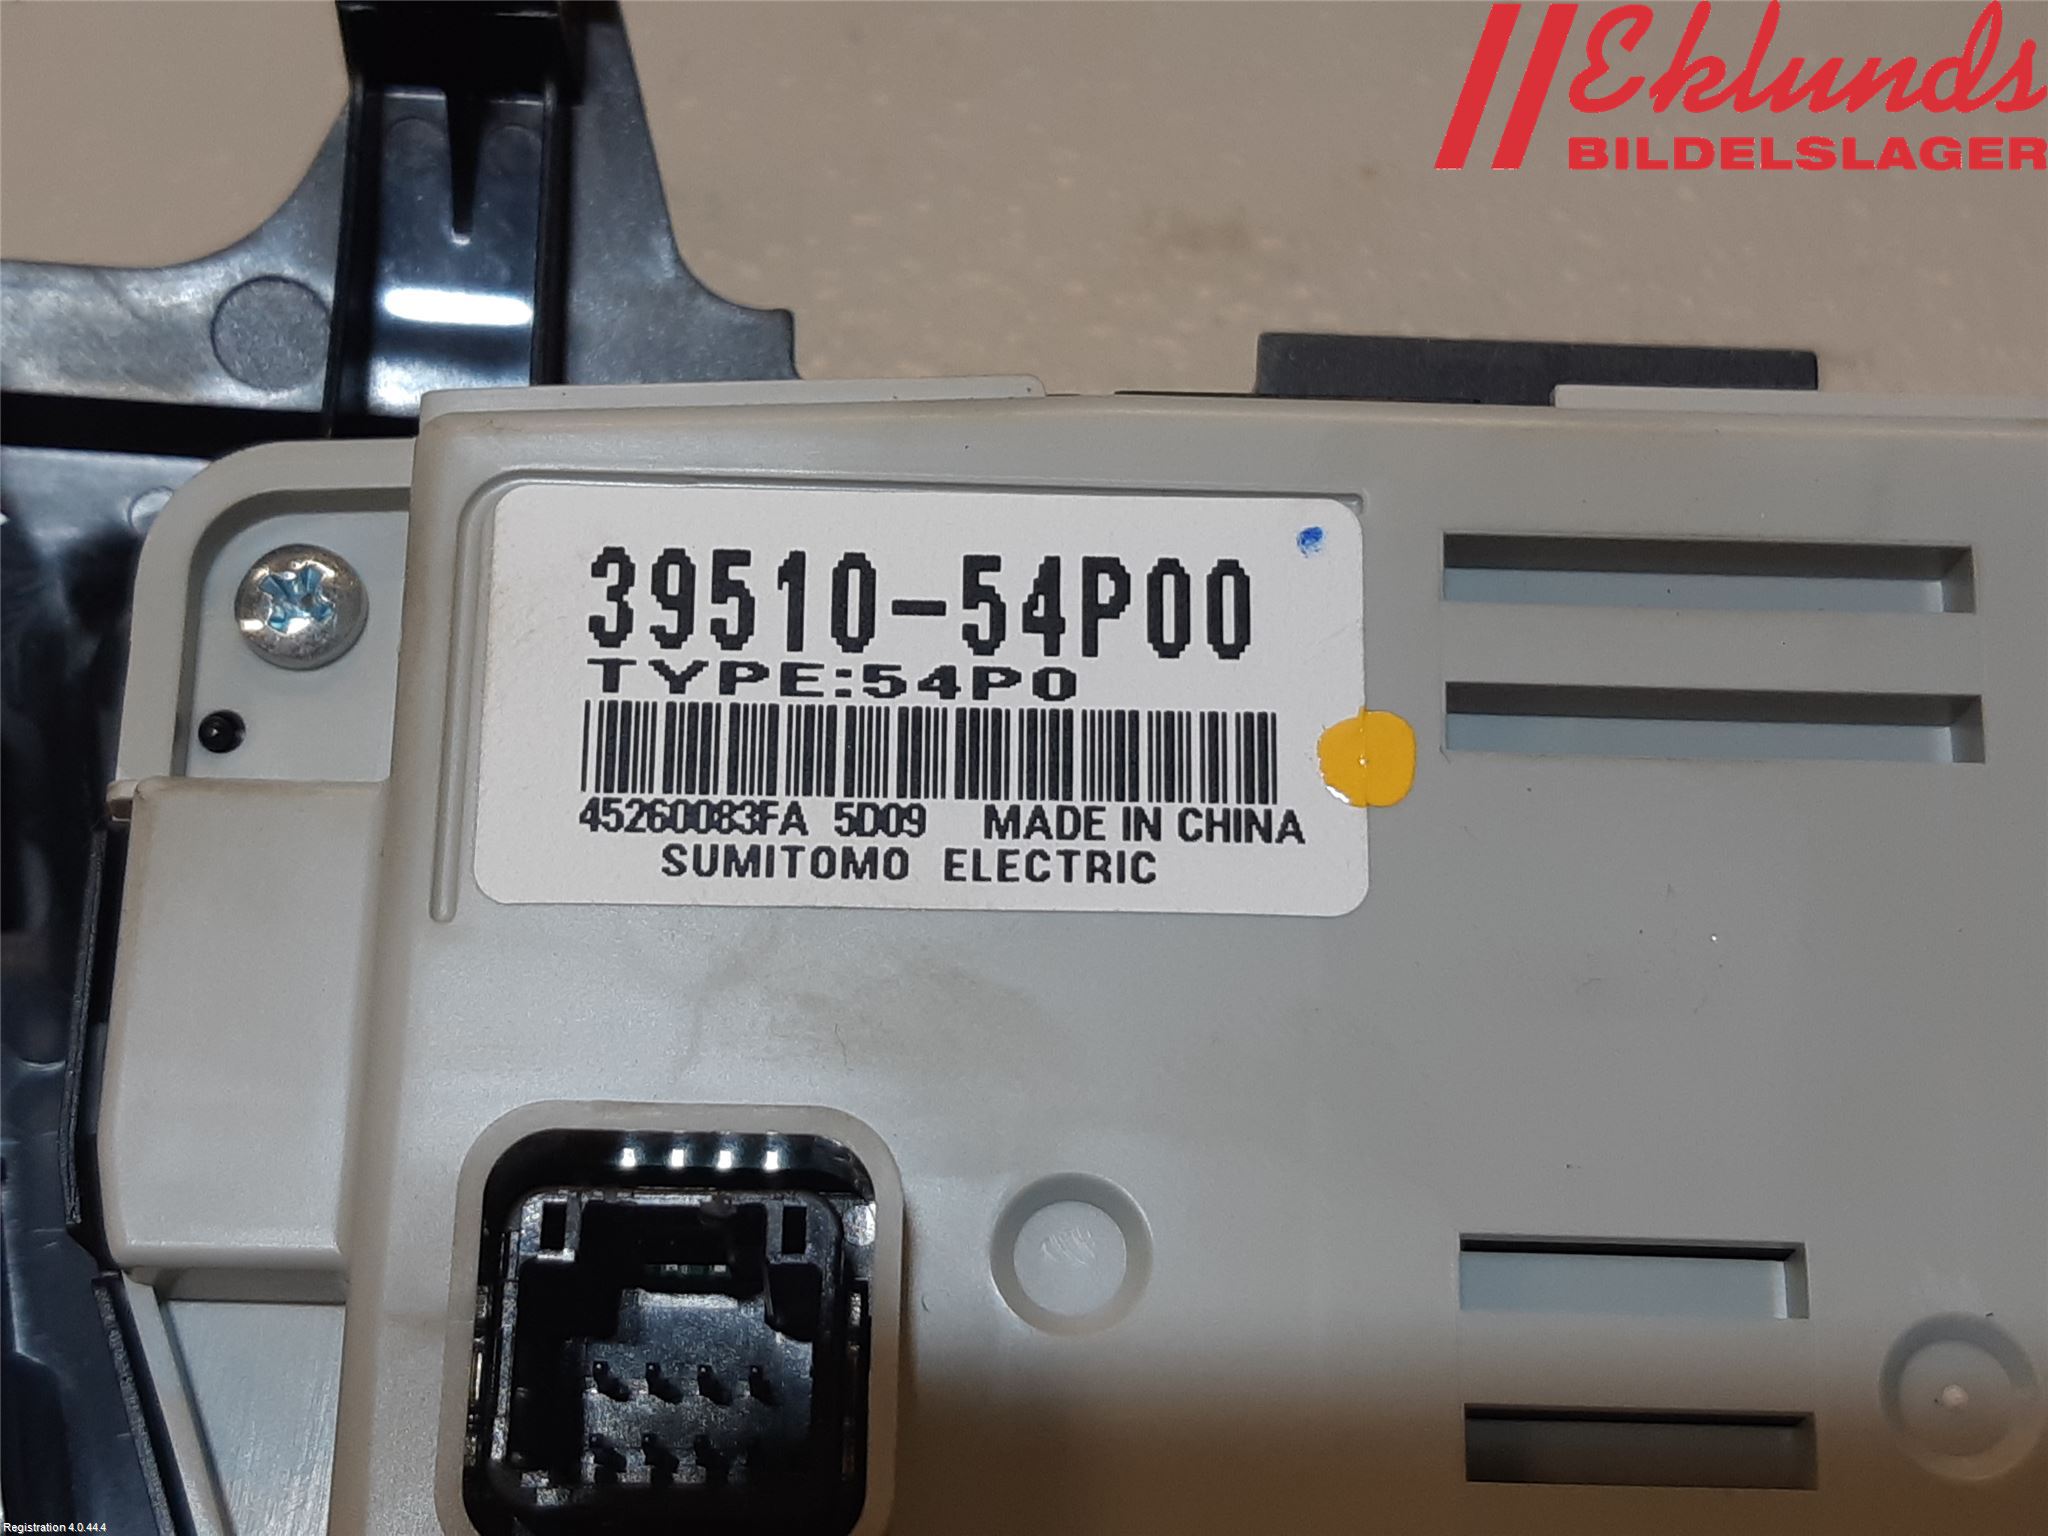 Eklunds
BILDELSLAGER
39510-54P00
TYPE:54P0
45260083FA 5D09 MADE IN CHINA
SUMITOMO ELECTRIC
Registration 4.0.44.4